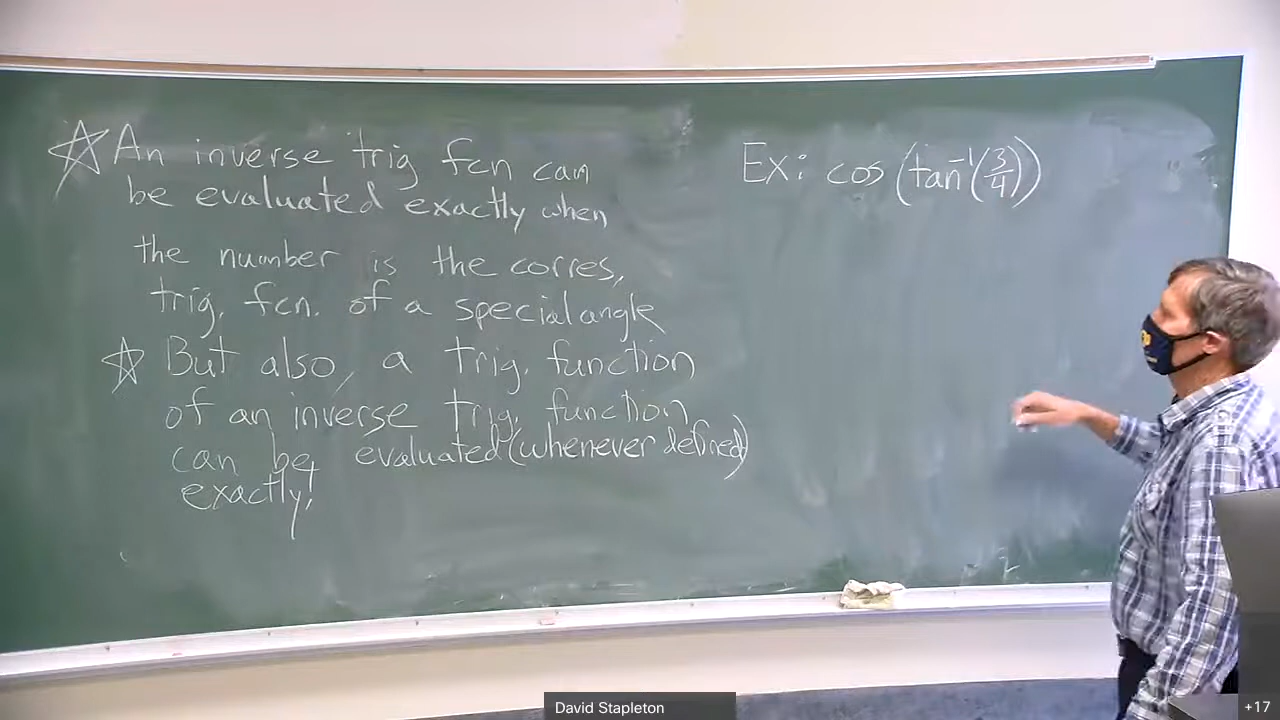 ☆ An inverse trig fcn can
be evaluated exactly when
the number is the corres,
trig. fcn. of a special angle
☆ But also, a trig. function
of an inverse trig. function
can be evaluated (whenever defined)
exactly.
Ex: cos (tan⁻¹(3/4))
David Stapleton
+17